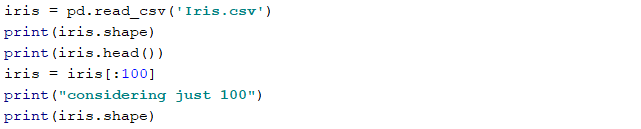 iris = pd.read_csv('Iris.csv')
print(iris.shape)
print(iris.head())
iris = iris[:100]
print("considering just 100")
print(iris.shape)